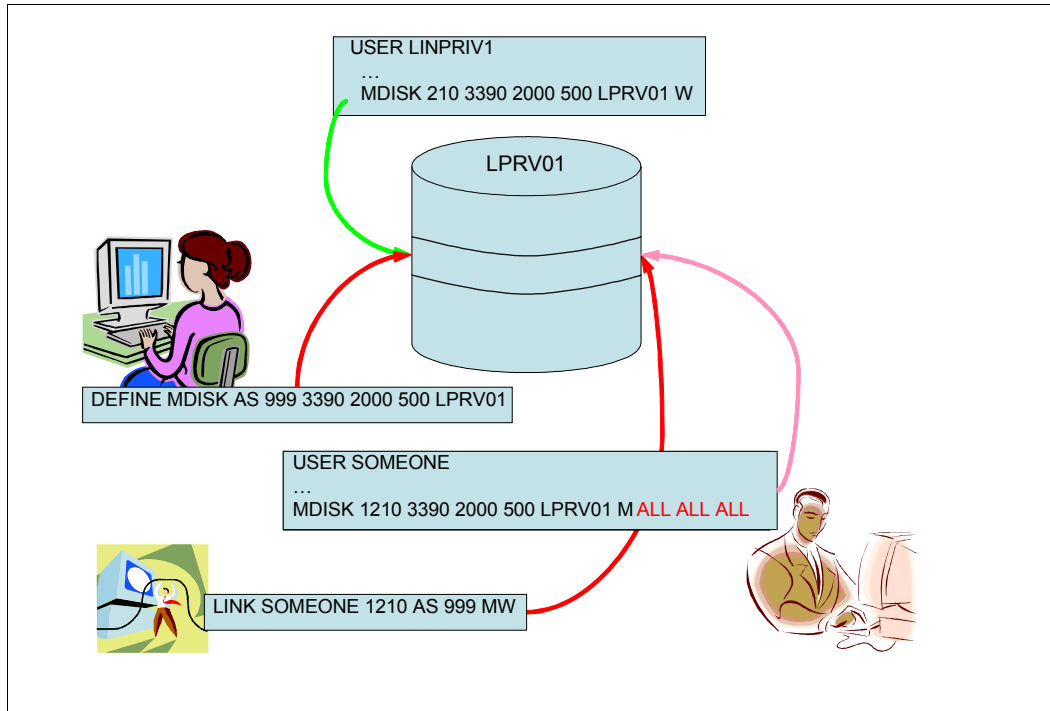 USER LINPRIV1
…
MDISK 210 3390 2000 500 LPRV01 W
LPRV01
DEFINE MDISK AS 999 3390 2000 500 LPRV01
USER SOMEONE
…
MDISK 1210 3390 2000 500 LPRV01 M ALL ALL ALL
LINK SOMEONE 1210 AS 999 MW